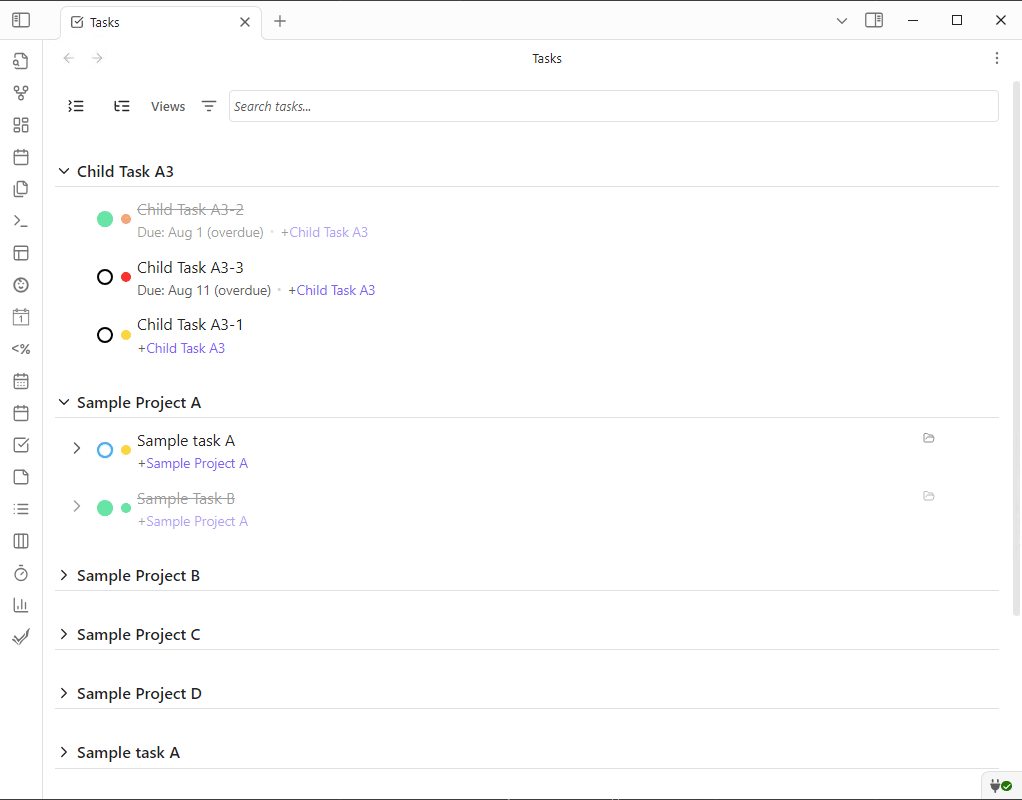 Tasks
Tasks
Views
Search tasks...
Child Task A3
Child Task A3-2
Due: Aug 1 (overdue) • +Child Task A3
Child Task A3-3
Due: Aug 11 (overdue) • +Child Task A3
Child Task A3-1
+Child Task A3
Sample Project A
Sample task A
+Sample Project A
Sample Task B
+Sample Project A
Sample Project B
Sample Project C
Sample Project D
Sample task A
1
<%